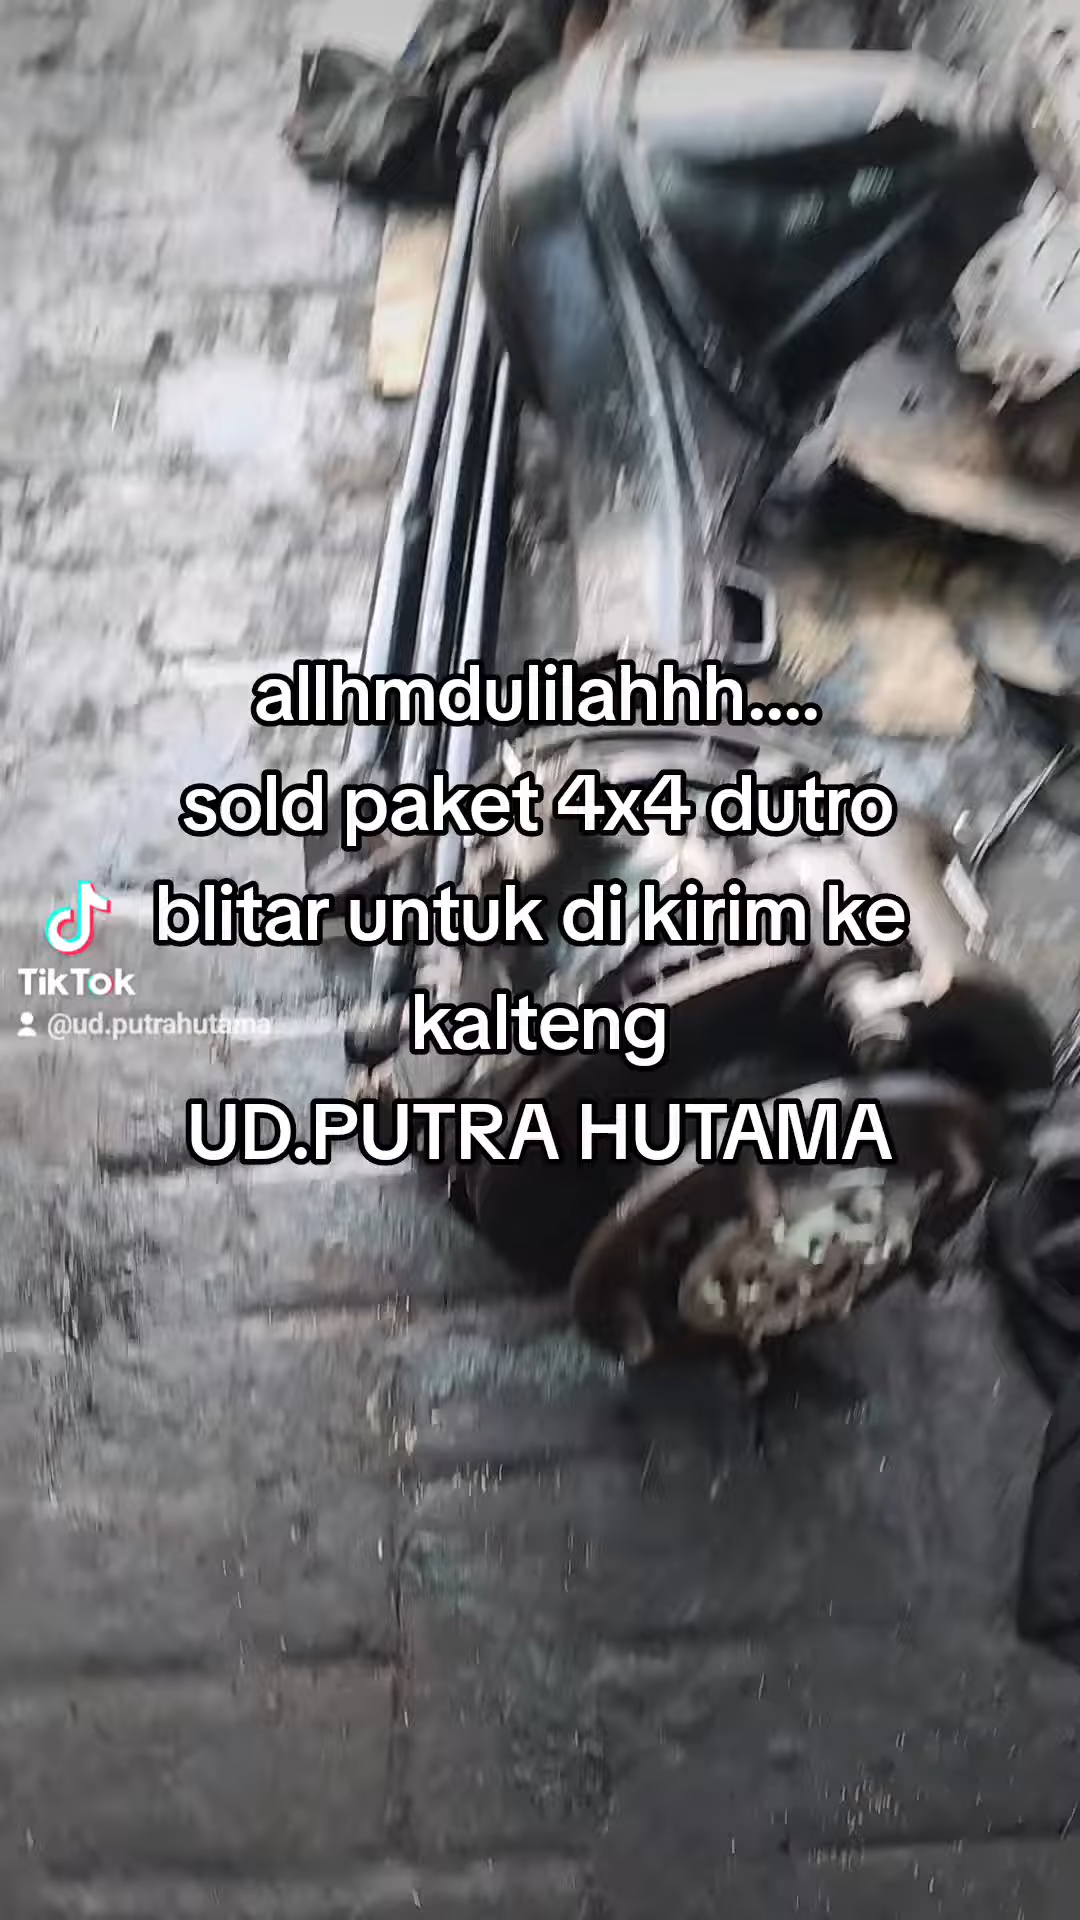 allhmdulilahhh....
sold paket 4x4 dutro
blitar untuk di kirim ke
kalteng
UD.PUTRA HUTAMA
TikTok
@ud.putrahutama